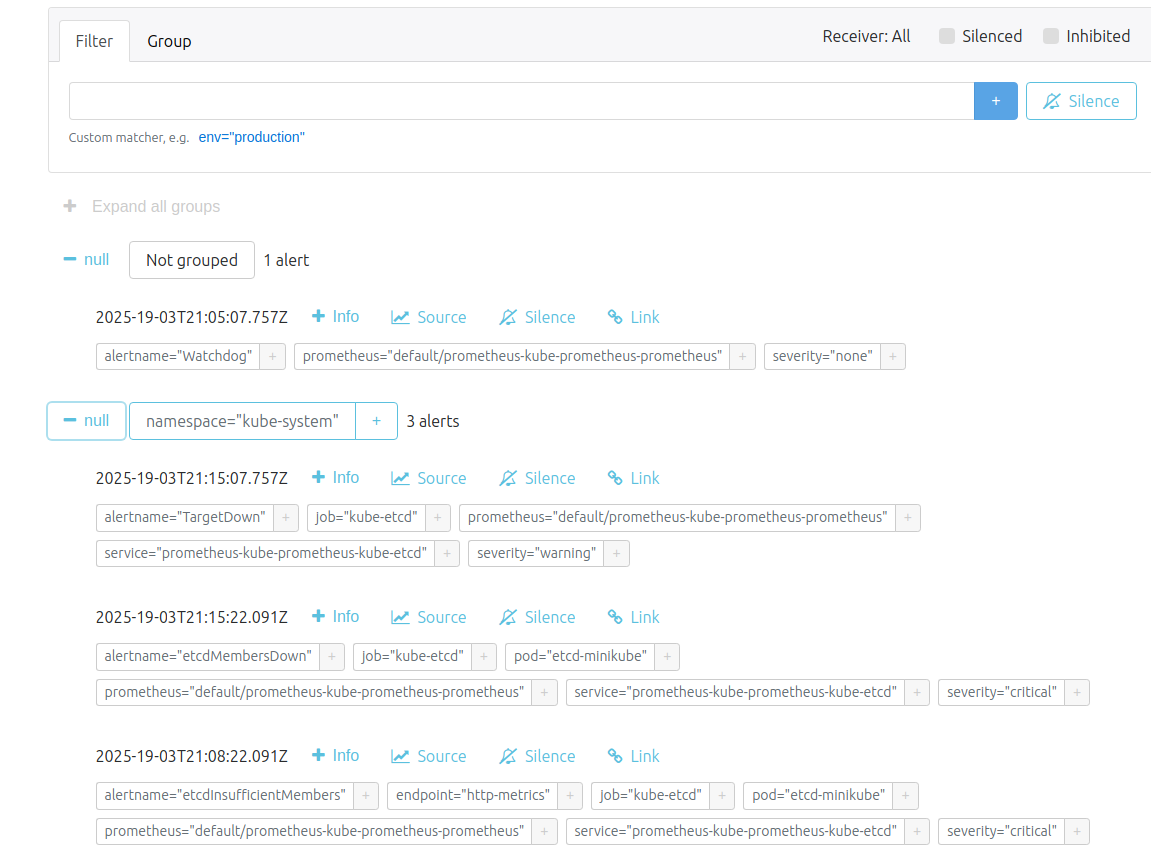 Filter Group Receiver: All Silenced Inhibited
+ Silence
Custom matcher, e.g. env="production"
+ Expand all groups
− null Not grouped 1 alert
2025-19-03T21:05:07.757Z + Info Source Silence Link
alertname="Watchdog" + prometheus="default/prometheus-kube-prometheus-prometheus" + severity="none" +
− null namespace="kube-system" + 3 alerts
2025-19-03T21:15:07.757Z + Info Source Silence Link
alertname="TargetDown" + job="kube-etcd" + prometheus="default/prometheus-kube-prometheus-prometheus" +
service="prometheus-kube-prometheus-kube-etcd" + severity="warning" +
2025-19-03T21:15:22.091Z + Info Source Silence Link
alertname="etcdMembersDown" + job="kube-etcd" + pod="etcd-minikube" +
prometheus="default/prometheus-kube-prometheus-prometheus" + service="prometheus-kube-prometheus-kube-etcd" + severity="critical" +
2025-19-03T21:08:22.091Z + Info Source Silence Link
alertname="etcdInsufficientMembers" + endpoint="http-metrics" + job="kube-etcd" + pod="etcd-minikube" +
prometheus="default/prometheus-kube-prometheus-prometheus" + service="prometheus-kube-prometheus-kube-etcd" + severity="critical" +